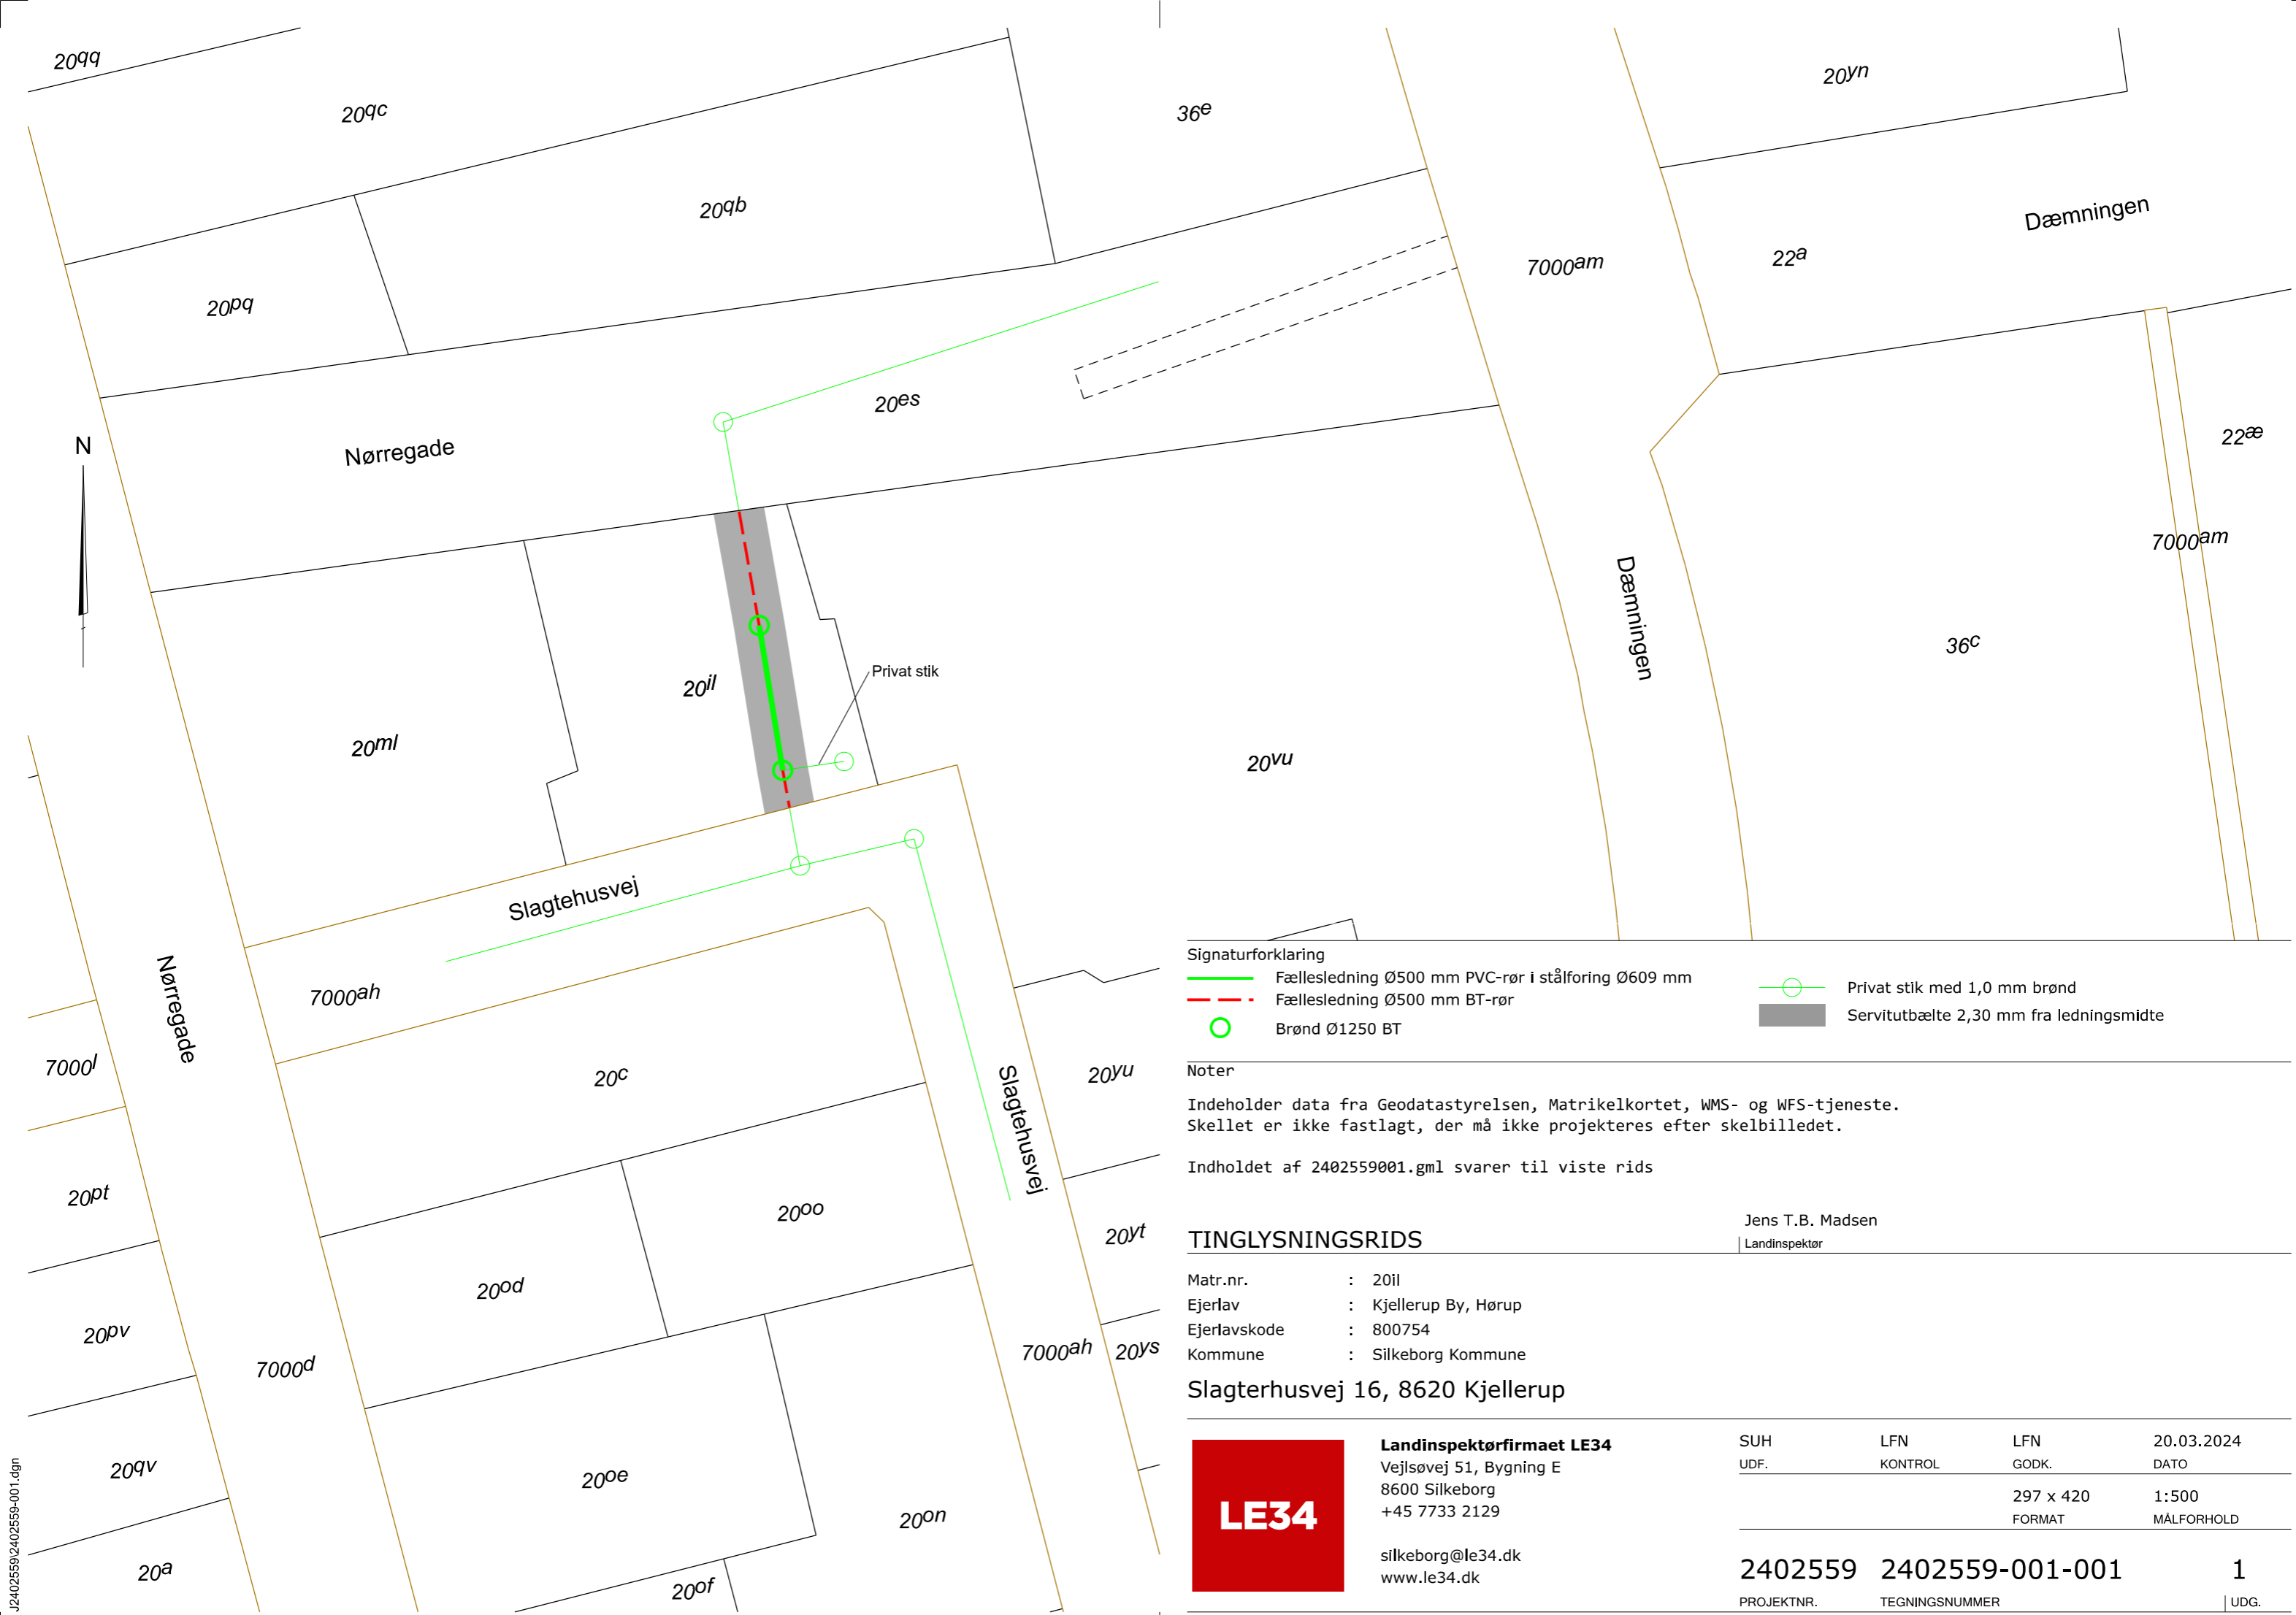 20qq
20qc
36e
20yn
20qb
Dæmningen
7000am
22a
20pq
20es
N
Nørregade
22æ
7000am
Dæmningen
36c
Privat stik
20il
20ml
20vu
Slagtehusvej
Nørregade
7000ah
7000l
20c
Slagtehusvej
20yu
20pt
20oo
20yt
20od
20pv
7000ah
20ys
7000d
20qv
20oe
20on
20a
20of
J2402559\2402559-001.dgn
Signaturforklaring
Fællesledning Ø500 mm PVC-rør i stålforing Ø609 mm
Fællesledning Ø500 mm BT-rør
Brønd Ø1250 BT
Privat stik med 1,0 mm brønd
Servitutbælte 2,30 mm fra ledningsmidte
Noter
Indeholder data fra Geodatastyrelsen, Matrikelkortet, WMS- og WFS-tjeneste.
Skellet er ikke fastlagt, der må ikke projekteres efter skelbilledet.
Indholdet af 2402559001.gml svarer til viste rids
TINGLYSNINGSRIDS
Jens T.B. Madsen
Landinspektør
Matr.nr. : 20il
Ejerlav : Kjellerup By, Hørup
Ejerlavskode : 800754
Kommune : Silkeborg Kommune
Slagterhusvej 16, 8620 Kjellerup
LE34
Landinspektørfirmaet LE34
Vejlsøvej 51, Bygning E
8600 Silkeborg
+45 7733 2129
silkeborg@le34.dk
www.le34.dk
SUH LFN LFN 20.03.2024
UDF. KONTROL GODK. DATO
297 x 420 1:500
FORMAT MÅLFORHOLD
2402559 2402559-001-001 1
PROJEKTNR. TEGNINGSNUMMER UDG.